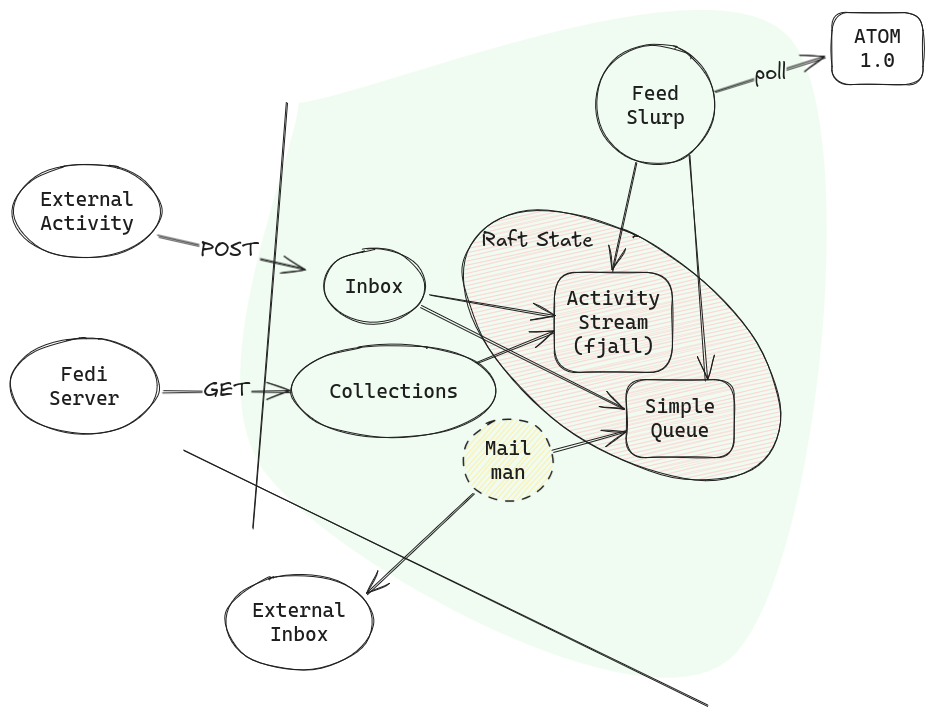 ATOM
1.0
poll
Feed
Slurp
External
Activity
POST
Raft State
Inbox
Activity
Stream
(fjall)
Fedi
Server
GET
Collections
Simple
Queue
Mail
man
External
Inbox